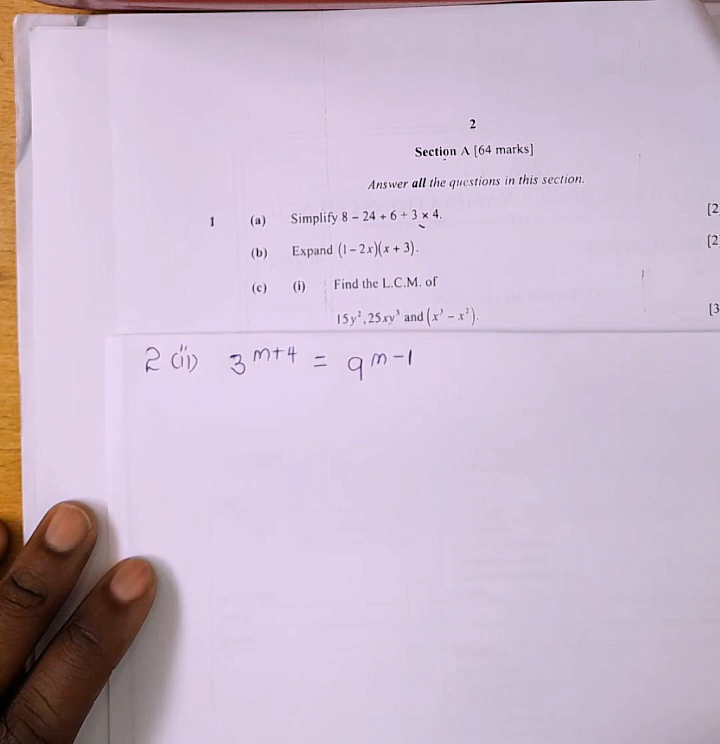 2
Section A [64 marks]
Answer all the questions in this section.
1 (a) Simplify 8 – 24 + 6 ÷ 3 × 4. [2
(b) Expand (1 – 2x)(x + 3). [2
(c) (i) Find the L.C.M. of
15y², 25xy³ and (x³ – x²). [3
2 (ii) 3^{m+4} = 9^{m-1}